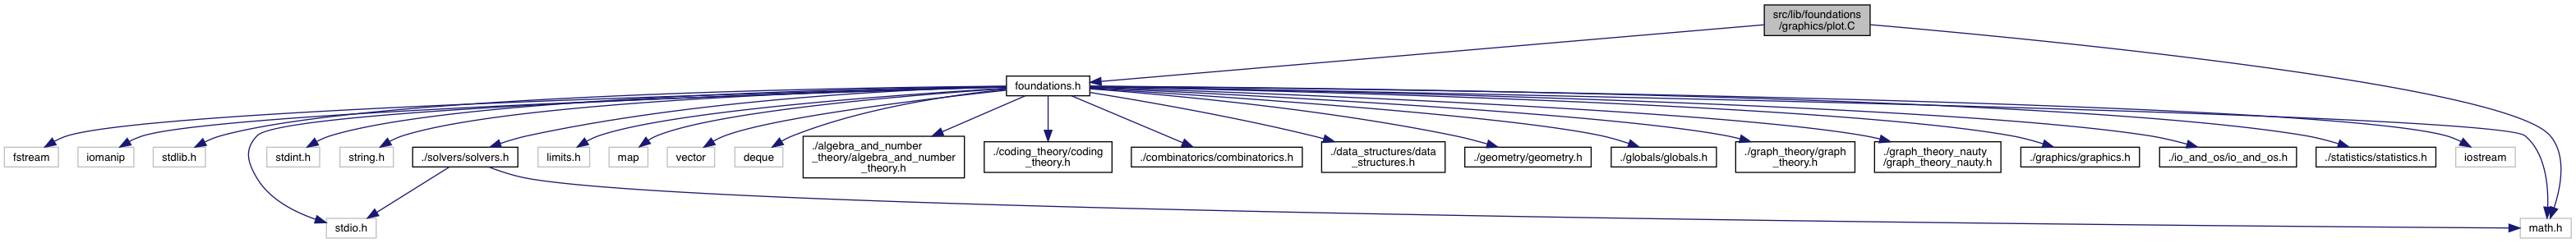 src/lib/foundations
/graphics/plot.C
foundations.h
fstream
iomanip
stdlib.h
stdint.h
string.h
./solvers/solvers.h
limits.h
map
vector
deque
./algebra_and_number
_theory/algebra_and_number
_theory.h
./coding_theory/coding
_theory.h
./combinatorics/combinatorics.h
./data_structures/data
_structures.h
./geometry/geometry.h
./globals/globals.h
./graph_theory/graph
_theory.h
./graph_theory_nauty
/graph_theory_nauty.h
./graphics/graphics.h
./io_and_os/io_and_os.h
./statistics/statistics.h
iostream
stdio.h
math.h